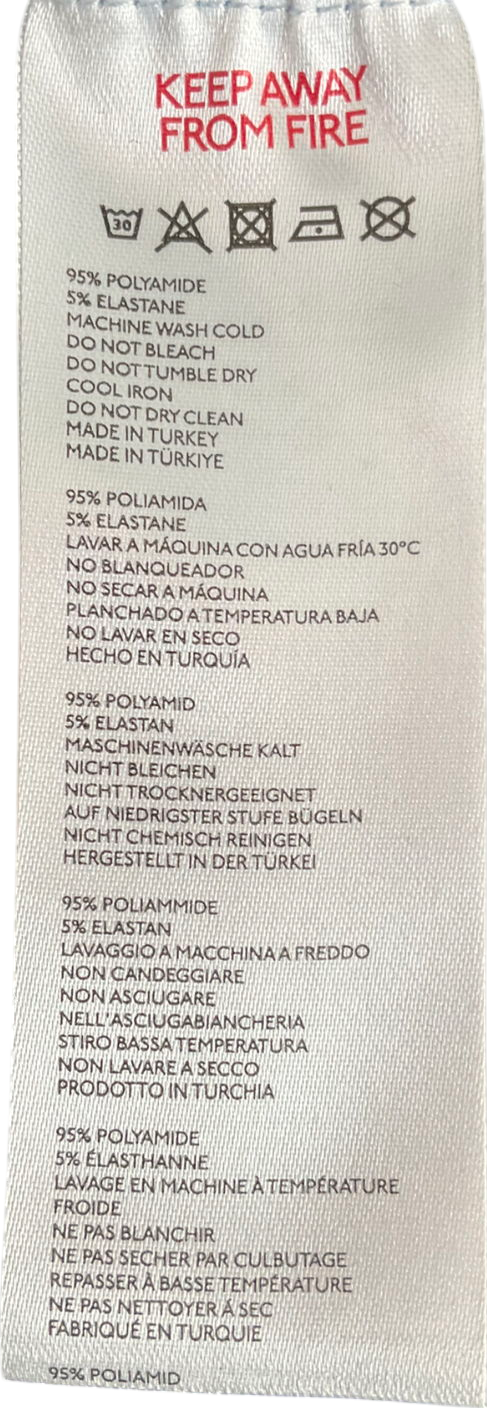 KEEP AWAY
FROM FIRE
30
95% POLYAMIDE
5% ELASTANE
MACHINE WASH COLD
DO NOT BLEACH
DO NOT TUMBLE DRY
COOL IRON
DO NOT DRY CLEAN
MADE IN TURKEY
MADE IN TÜRKIYE
95% POLIAMIDA
5% ELASTANE
LAVAR A MÁQUINA CON AGUA FRÍA 30°C
NO BLANQUEADOR
NO SECAR A MÁQUINA
PLANCHADO A TEMPERATURA BAJA
NO LAVAR EN SECO
HECHO EN TURQUÍA
95% POLYAMID
5% ELASTAN
MASCHINENWÄSCHE KALT
NICHT BLEICHEN
NICHT TROCKNERGEEIGNET
AUF NIEDRIGSTER STUFE BÜGELN
NICHT CHEMISCH REINIGEN
HERGESTELLT IN DER TÜRKEI
95% POLIAMMIDE
5% ELASTAN
LAVAGGIO A MACCHINA A FREDDO
NON CANDEGGIARE
NON ASCIUGARE
NELL'ASCIUGABIANCHERIA
STIRO BASSA TEMPERATURA
NON LAVARE A SECCO
PRODOTTO IN TURCHIA
95% POLYAMIDE
5% ÉLASTHANNE
LAVAGE EN MACHINE À TEMPÉRATURE
FROIDE
NE PAS BLANCHIR
NE PAS SECHER PAR CULBUTAGE
REPASSER À BASSE TEMPÉRATURE
NE PAS NETTOYER Á SEC
FABRIQUÉ EN TURQUIE
95% POLIAMID